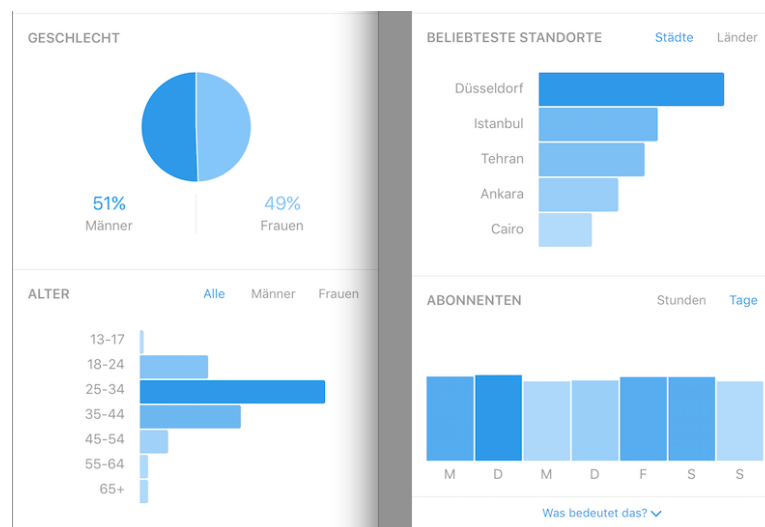 GESCHLECHT
51%
49%
Männer
Frauen
ALTER
Alle
Männer
Frauen
13-17
18-24
25-34
35-44
45-54
55-64
65+
BELIEBTESTE STANDORTE
Städte
Länder
Düsseldorf
Istanbul
Tehran
Ankara
Cairo
ABONNENTEN
Stunden
Tage
M D M D F S S
Was bedeutet das?